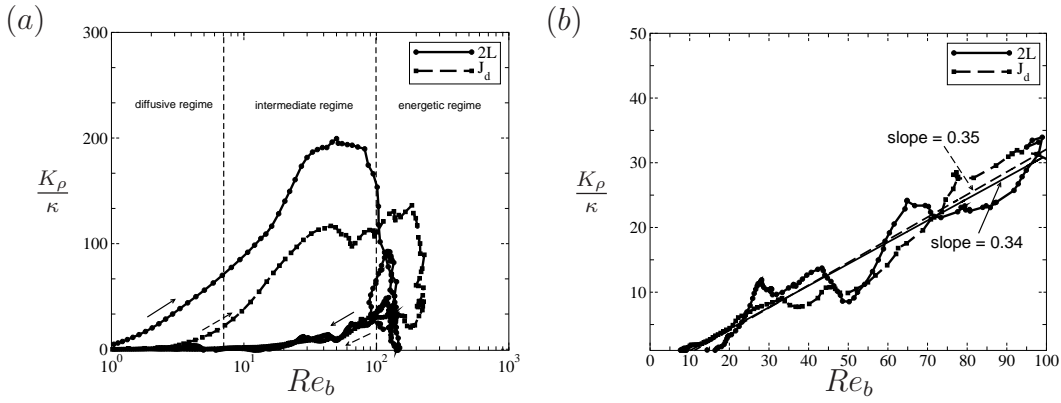 (a)
300
200
100
0
10^0
10^1
10^2
10^3
K_ρ/κ
Re_b
diffusive regime
intermediate regime
energetic regime
2L
J_d
(b)
50
40
30
20
10
1
0
10
20
30
40
50
60
70
80
90
100
K_ρ/κ
Re_b
2L
J_d
slope = 0.35
slope = 0.34